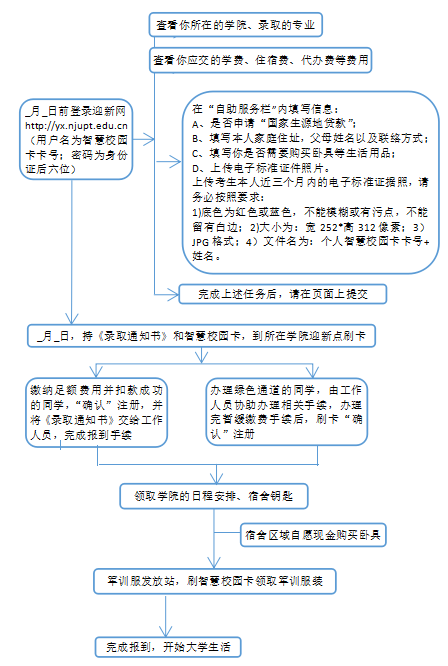 查看你所在的学院、录取的专业
查看你应交的学费、住宿费、代办费等费用
_月_日前登录迎新网
http://yx.njupt.edu.cn
（用户名为智慧校园卡
卡号；密码为身份
证后六位）
在“自助服务栏”内填写信息：
A、是否申请“国家生源地贷款”；
B、填写本人家庭住址，父母姓名以及联络方式；
C、填写你是否需要购买卧具等生活用品；
D、上传电子标准证件照片。
上传考生本人近三个月内的电子标准证据照，请
务必按照要求：
1)底色为红色或蓝色，不能模糊或有污点，不能
留有白边；2)大小为：宽 252*高 312 像素；3）
JPG 格式；4）文件名为：个人智慧校园卡卡号+
姓名。
完成上述任务后，请在页面上提交
_月_日，持《录取通知书》和智慧校园卡，到所在学院迎新点刷卡
缴纳足额费用并扣款成功
的同学，“确认”注册，并
将《录取通知书》交给工作
人员，完成报到手续
办理绿色通道的同学，由工作
人员协助办理相关手续，办理
完暂缓缴费手续后，刷卡“确
认”注册
领取学院的日程安排、宿舍钥匙
宿舍区域自愿现金购买卧具
军训服发放站，刷智慧校园卡领取军训服装
完成报到，开始大学生活